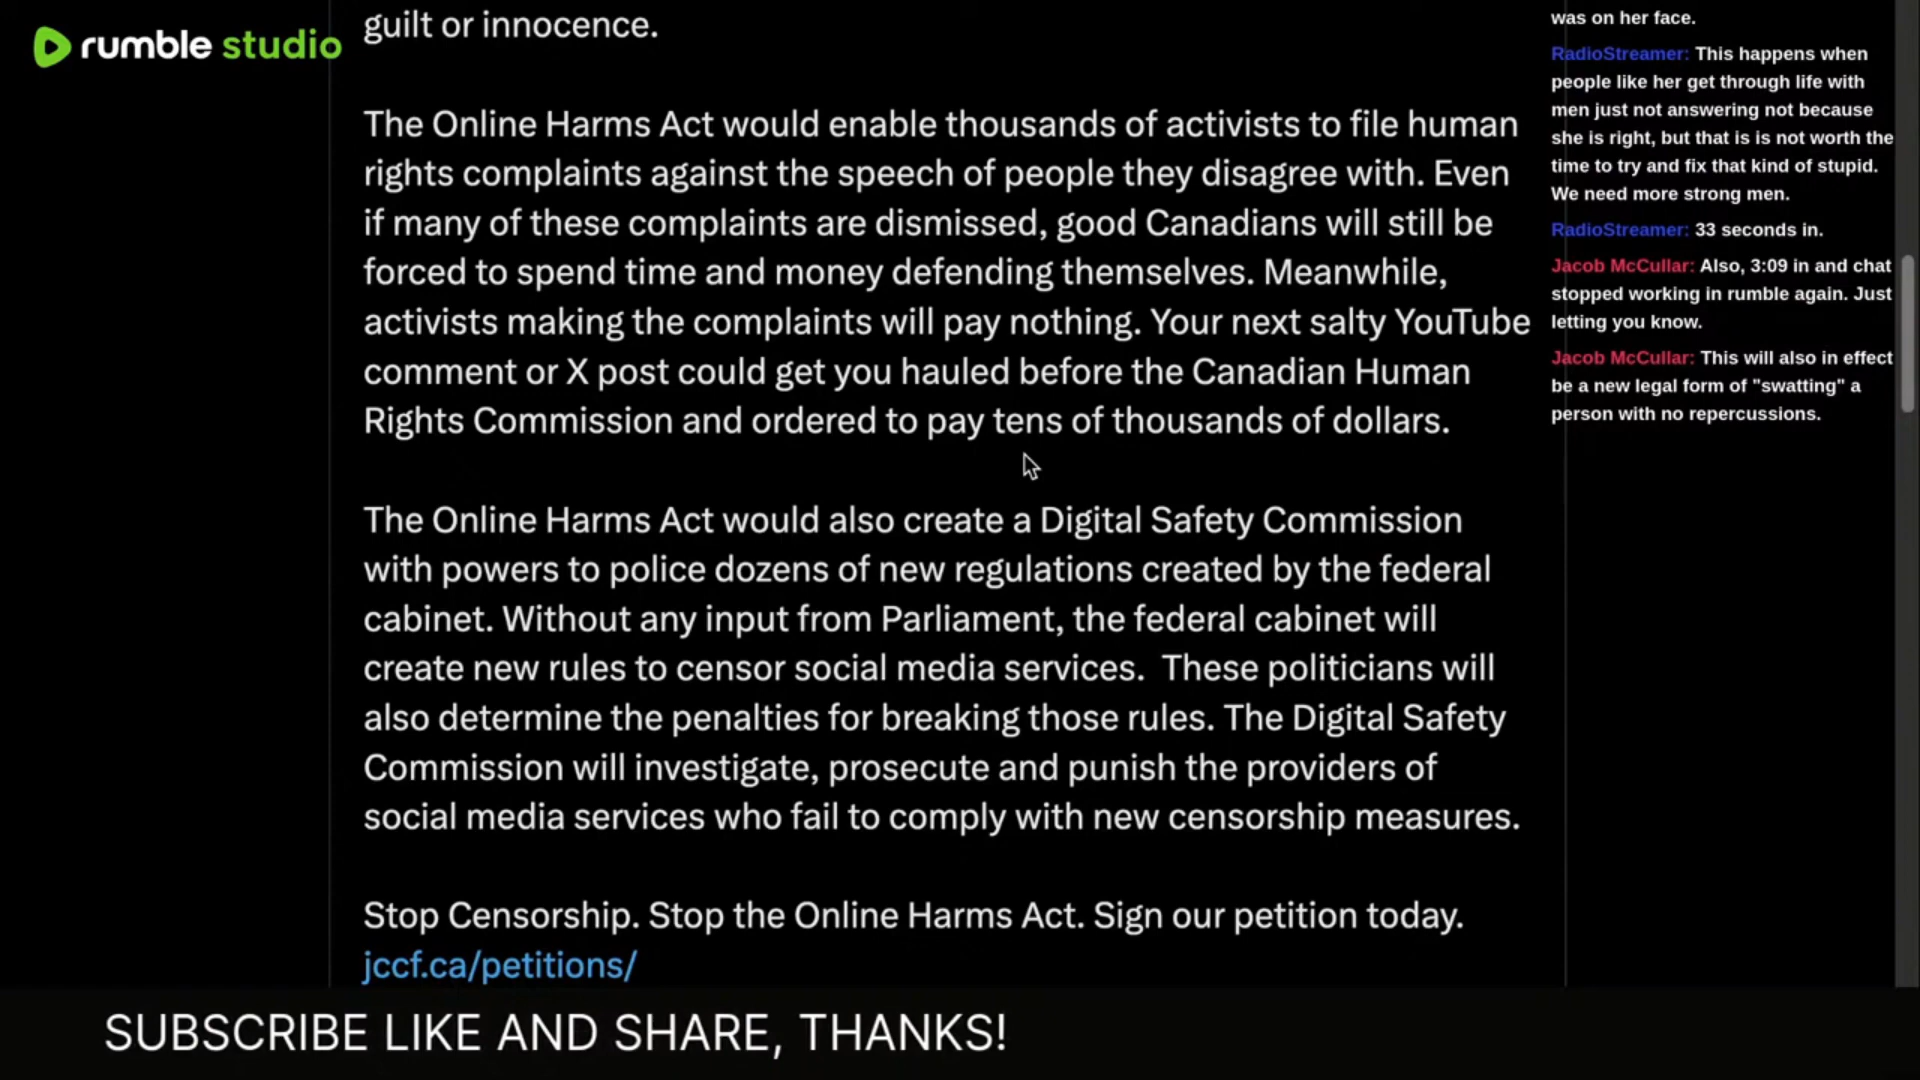 rumble studio
guilt or innocence.
The Online Harms Act would enable thousands of activists to file human
rights complaints against the speech of people they disagree with. Even
if many of these complaints are dismissed, good Canadians will still be
forced to spend time and money defending themselves. Meanwhile,
activists making the complaints will pay nothing. Your next salty YouTube
comment or X post could get you hauled before the Canadian Human
Rights Commission and ordered to pay tens of thousands of dollars.
The Online Harms Act would also create a Digital Safety Commission
with powers to police dozens of new regulations created by the federal
cabinet. Without any input from Parliament, the federal cabinet will
create new rules to censor social media services.  These politicians will
also determine the penalties for breaking those rules. The Digital Safety
Commission will investigate, prosecute and punish the providers of
social media services who fail to comply with new censorship measures.
Stop Censorship. Stop the Online Harms Act. Sign our petition today.
jccf.ca/petitions/
was on her face.
RadioStreamer: This happens when
people like her get through life with
men just not answering not because
she is right, but that is is not worth the
time to try and fix that kind of stupid.
We need more strong men.
RadioStreamer: 33 seconds in.
Jacob McCullar: Also, 3:09 in and chat
stopped working in rumble again. Just
letting you know.
Jacob McCullar: This will also in effect
be a new legal form of "swatting" a
person with no repercussions.
SUBSCRIBE LIKE AND SHARE, THANKS!